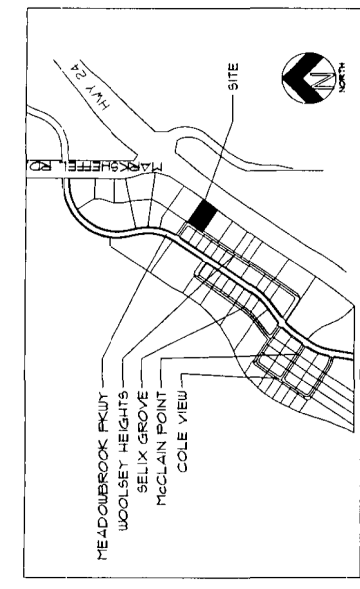 HWY 24
MARKSHEFFEL RD
SITE
NORTH
MEADOWBROOK PKWY
WOOLSEY HEIGHTS
SELIX GROVE
McCLAIN POINT
COLE VIEW